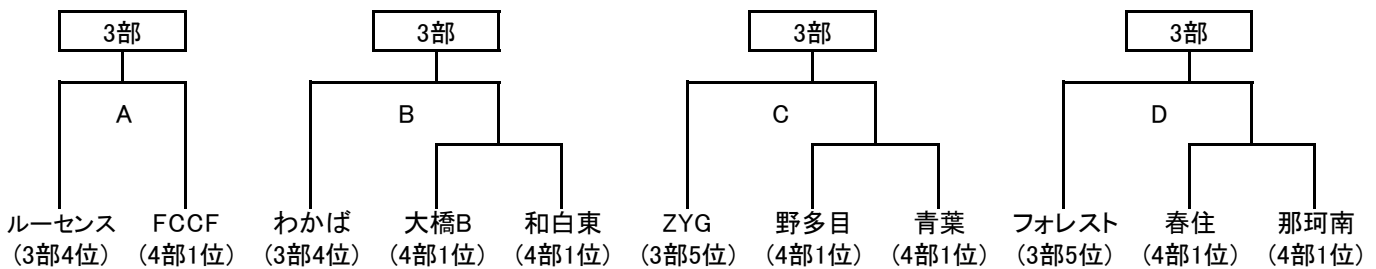 3部 3部 3部 3部
A B C D
ルーセンス FCCF わかば 大橋B 和白東 ZYG 野多目 青葉 フォレスト 春住 那珂南
(3部4位) (4部1位) (3部4位) (4部1位) (4部1位) (3部5位) (4部1位) (4部1位) (3部5位) (4部1位) (4部1位)